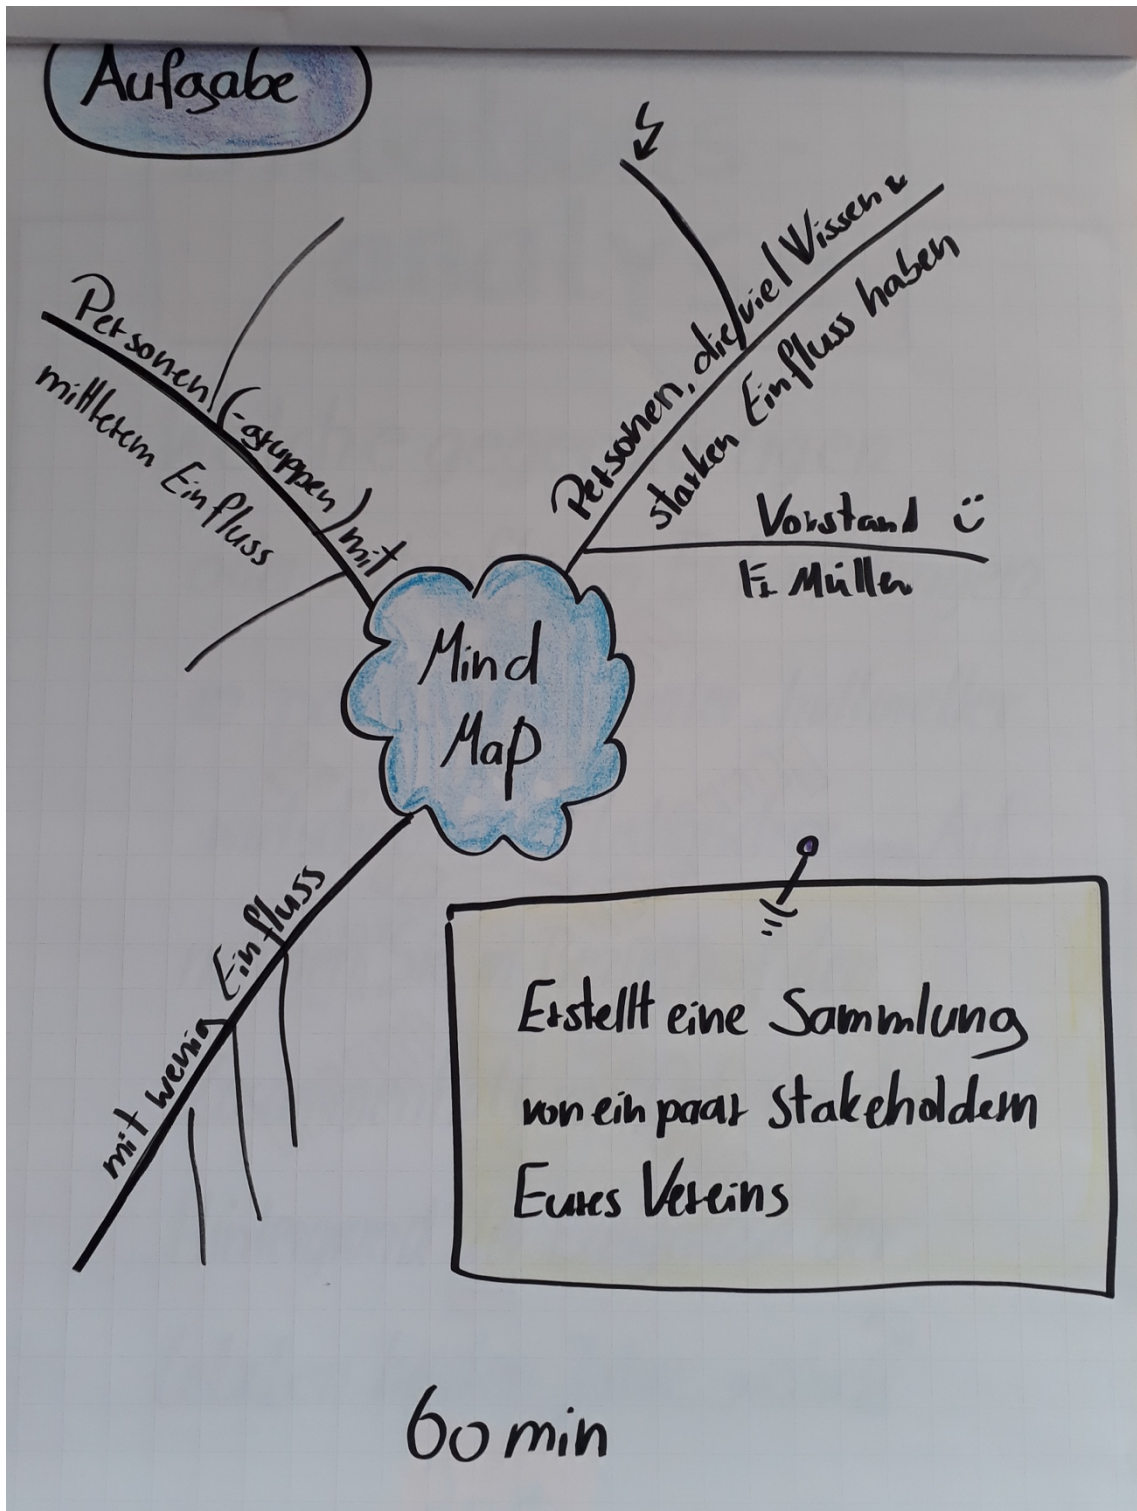 Aufgabe
Personen(-gruppen) mit
mittlerem Einfluss
Personen, die viel Wissen &
starken Einfluss haben
Vorstand :)
Fr Müller
Mind
Map
mit wenig Einfluss
Erstellt eine Sammlung
von ein paar Stakeholdern
Eures Vereins
60 min